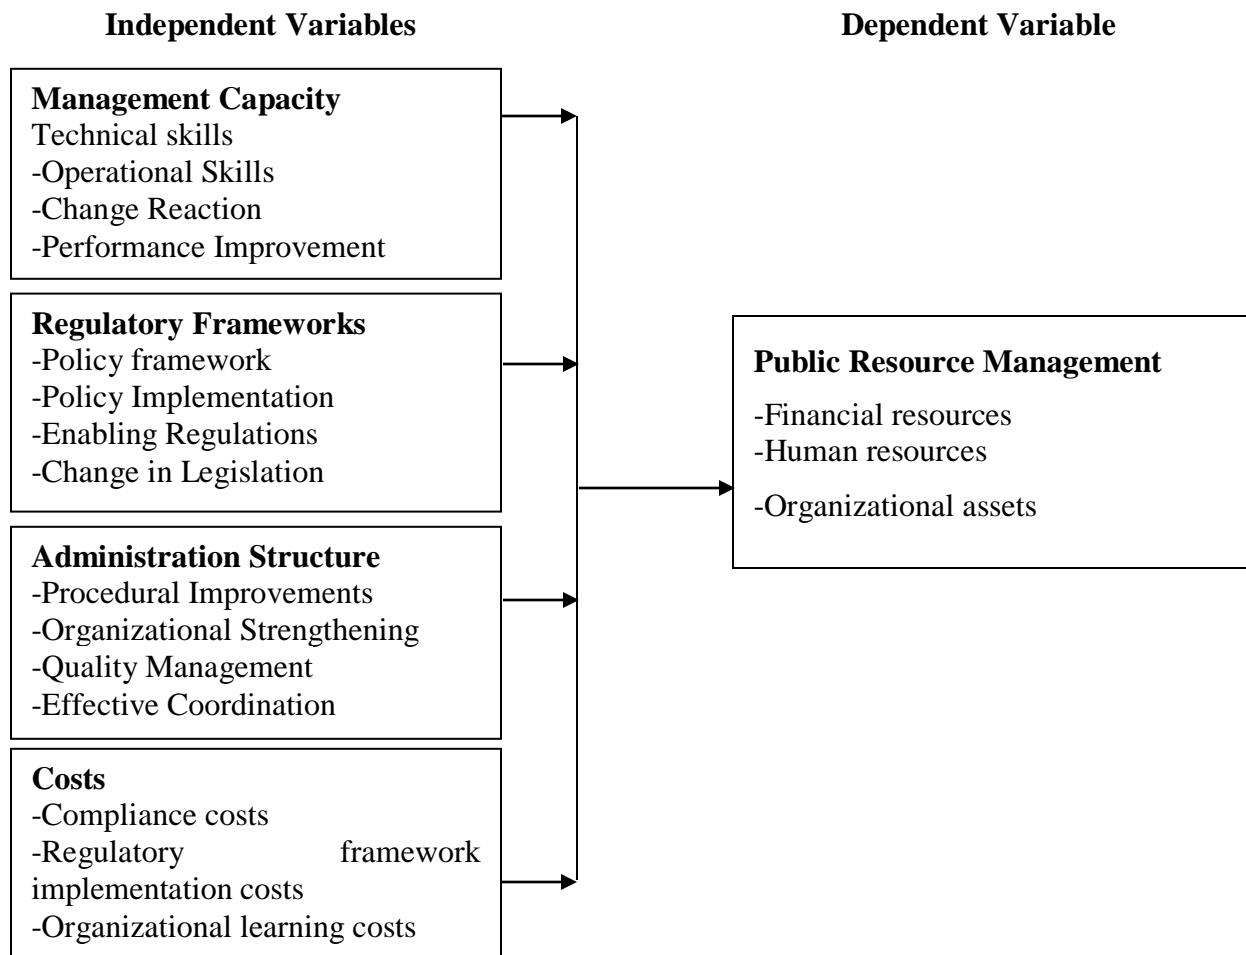 Independent Variables
Dependent Variable
Management Capacity
Technical skills
-Operational Skills
-Change Reaction
-Performance Improvement
Regulatory Frameworks
-Policy framework
-Policy Implementation
-Enabling Regulations
-Change in Legislation
Administration Structure
-Procedural Improvements
-Organizational Strengthening
-Quality Management
-Effective Coordination
Costs
-Compliance costs
-Regulatory framework
implementation costs
-Organizational learning costs
Public Resource Management
-Financial resources
-Human resources
-Organizational assets